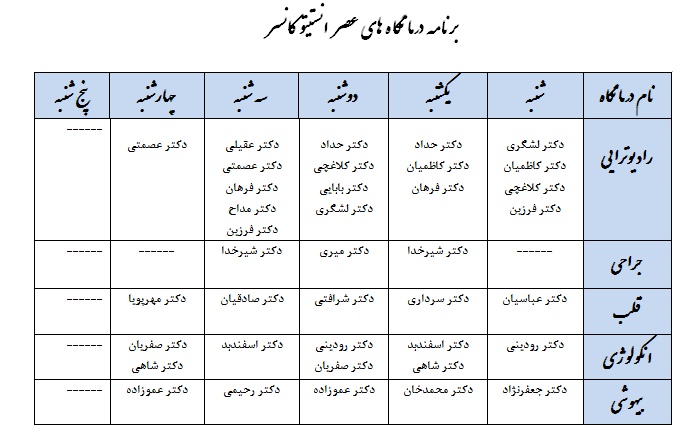 برنامه درمانگاه های عصر انستیتو کانسر
نام درمانگاه شنبه یکشنبه دوشنبه سه شنبه چهارشنبه پنج شنبه
رادیوتراپی
دکتر لشگری
دکتر کاظمیان
دکتر کلاغچی
دکتر فرزین
دکتر حداد
دکتر کاظمیان
دکتر فرهان
دکتر حداد
دکتر کلاغچی
دکتر بابایی
دکتر لشگری
دکتر عقیلی
دکتر عصمتی
دکتر فرهان
دکتر مداح
دکتر فرزین
دکتر عصمتی
------
جراحی ------ دکتر شیرخدا دکتر میری دکتر شیرخدا ------ ------
قلب دکتر عباسیان دکتر سرداری دکتر شرافتی دکتر صادقیان دکتر مهرپویا ------
انکولوژی
دکتر رودینی
دکتر اسفندبد
دکتر شاهی
دکتر رودینی
دکتر صفریان
دکتر اسفندبد
دکتر صفریان
دکتر شاهی
------
بیهوشی دکتر جعفرنژاد دکتر محمدخان دکتر عموزاده دکتر رحیمی دکتر عموزاده ------